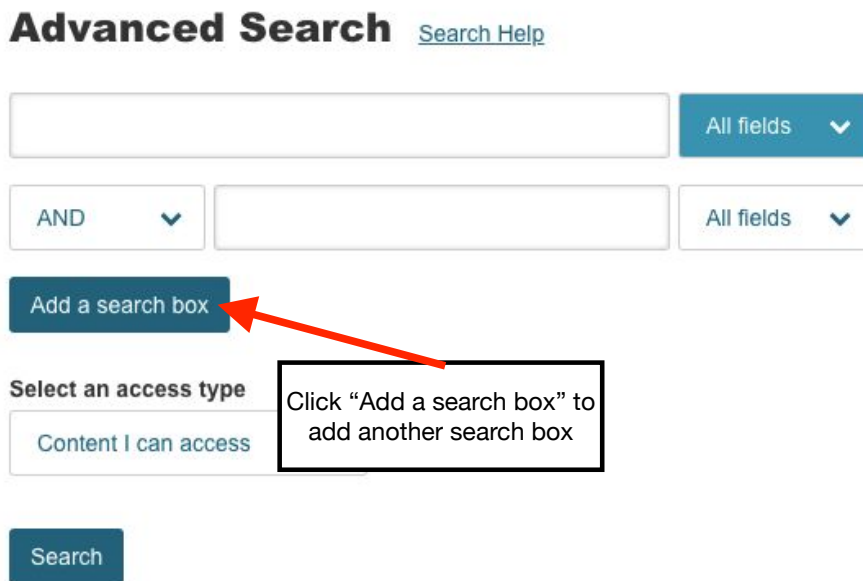 Advanced Search Search Help
All fields
AND All fields
Add a search box
Select an access type
Click “Add a search box” to
add another search box
Content I can access
Search